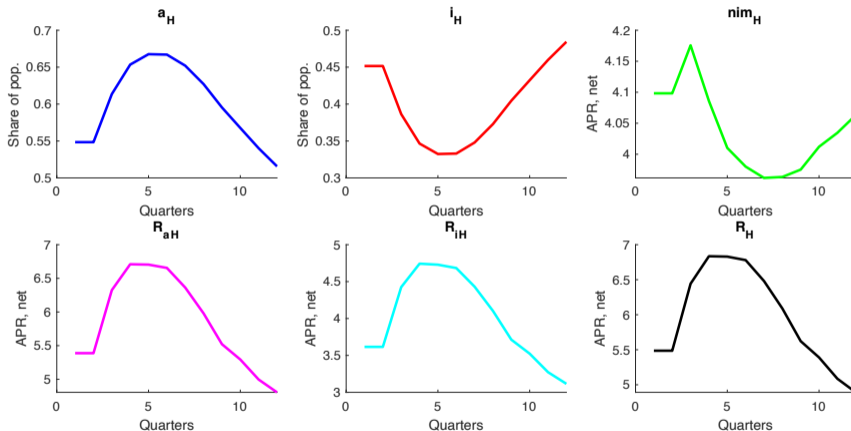 a_H
Share of pop.
0.7
0.65
0.6
0.55
0.5
0 5 10
Quarters
i_H
Share of pop.
0.5
0.45
0.4
0.35
0.3
0 5 10
Quarters
nim_H
APR, net
4.2
4.15
4.1
4.05
4
0 5 10
Quarters
R_aH
APR, net
7
6.5
6
5.5
5
0 5 10
Quarters
R_iH
APR, net
5
4.5
4
3.5
3
0 5 10
Quarters
R_H
APR, net
7
6.5
6
5.5
5
0 5 10
Quarters